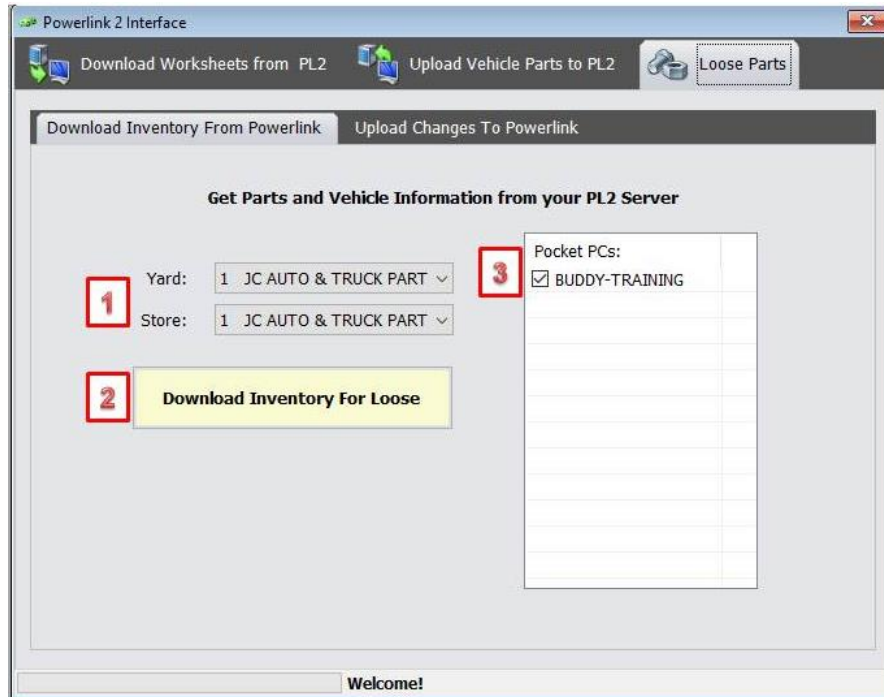 Powerlink 2 Interface
Download Worksheets from PL2
Upload Vehicle Parts to PL2
Loose Parts
Download Inventory From Powerlink
Upload Changes To Powerlink
Get Parts and Vehicle Information from your PL2 Server
1
Yard:
1 JC AUTO & TRUCK PART
Store:
1 JC AUTO & TRUCK PART
2
Download Inventory For Loose
3
Pocket PCs:
BUDDY-TRAINING
Welcome!